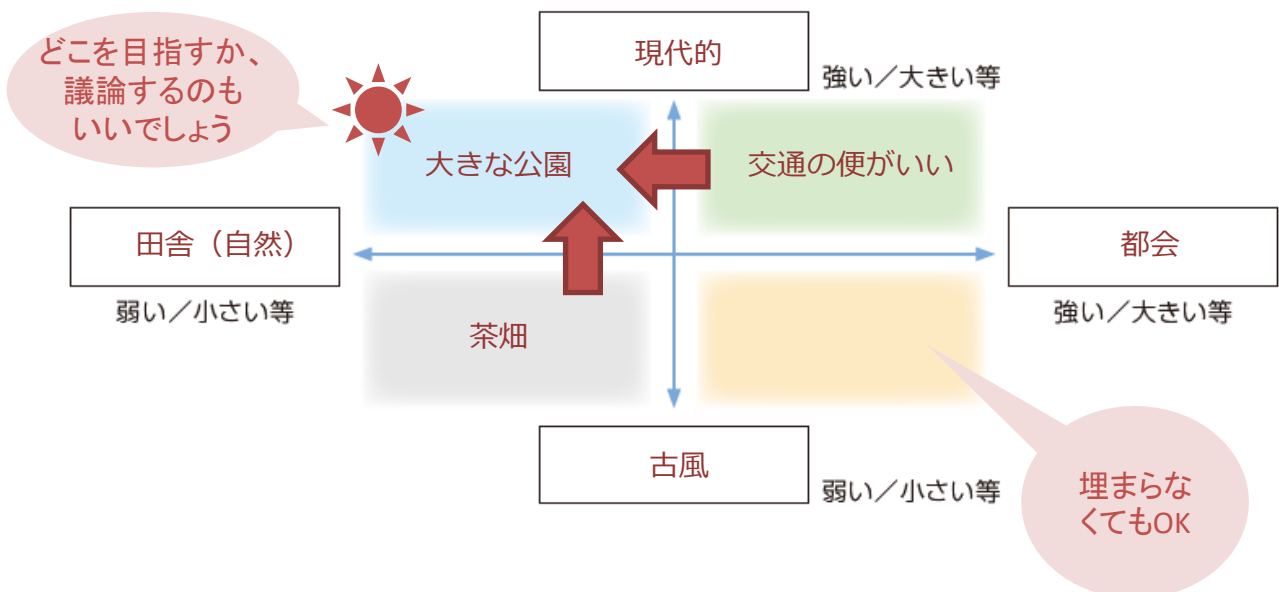 どこを目指すか、
議論するのも
いいでしょう
現代的
強い／大きい等
大きな公園
交通の便がいい
田舎（自然）
弱い／小さい等
都会
強い／大きい等
茶畑
古風
弱い／小さい等
埋まらな
くてもOK